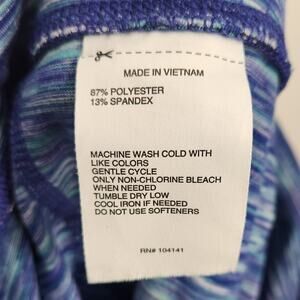 MADE IN VIETNAM
87% POLYESTER
13% SPANDEX
MACHINE WASH COLD WITH
LIKE COLORS
GENTLE CYCLE
ONLY NON-CHLORINE BLEACH
WHEN NEEDED
TUMBLE DRY LOW
COOL IRON IF NEEDED
DO NOT USE SOFTENERS
RN# 104141